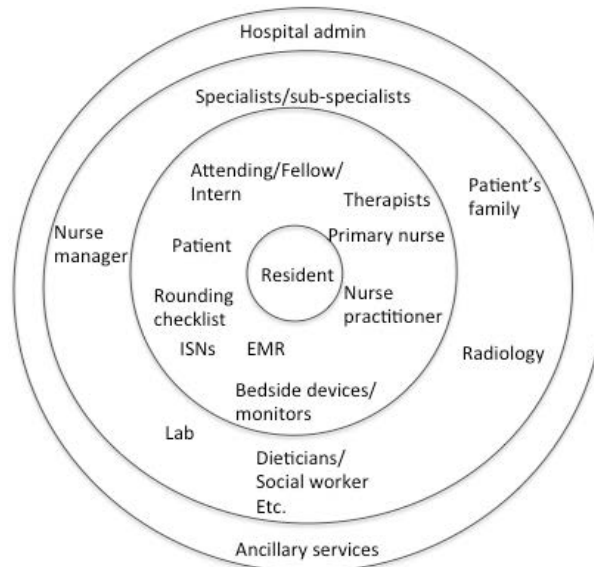 Hospital admin
Specialists/sub-specialists
Attending/Fellow/
Intern
Therapists
Patient's
family
Nurse
manager
Patient
Primary nurse
Resident
Rounding
checklist
Nurse
practitioner
ISNs
EMR
Radiology
Bedside devices/
monitors
Lab
Dieticians/
Social worker
Etc.
Ancillary services